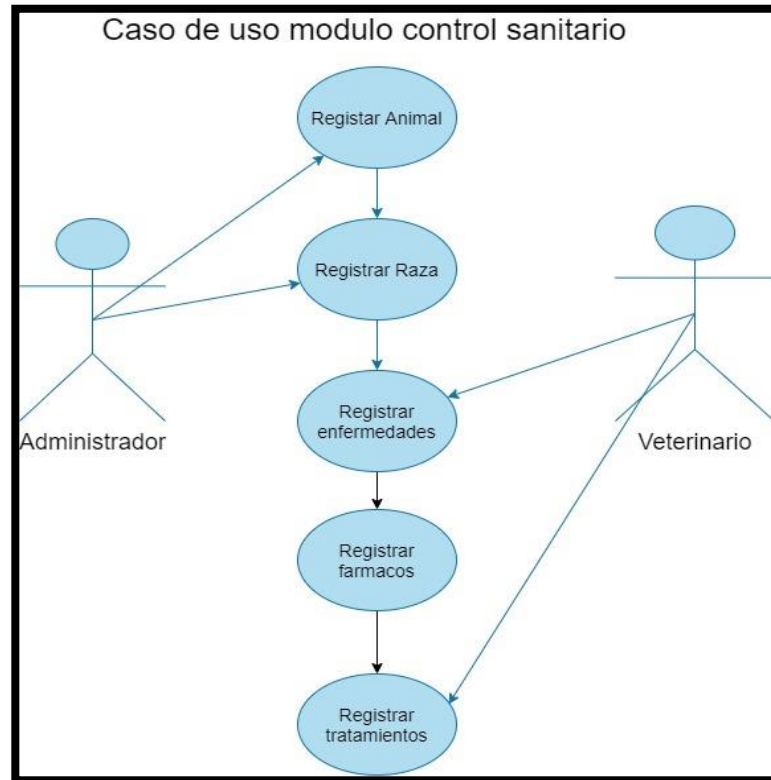 Caso de uso modulo control sanitario
Registar Animal
Registrar Raza
Administrador
Registrar
enfermedades
Veterinario
Registrar
farmacos
Registrar
tratamientos